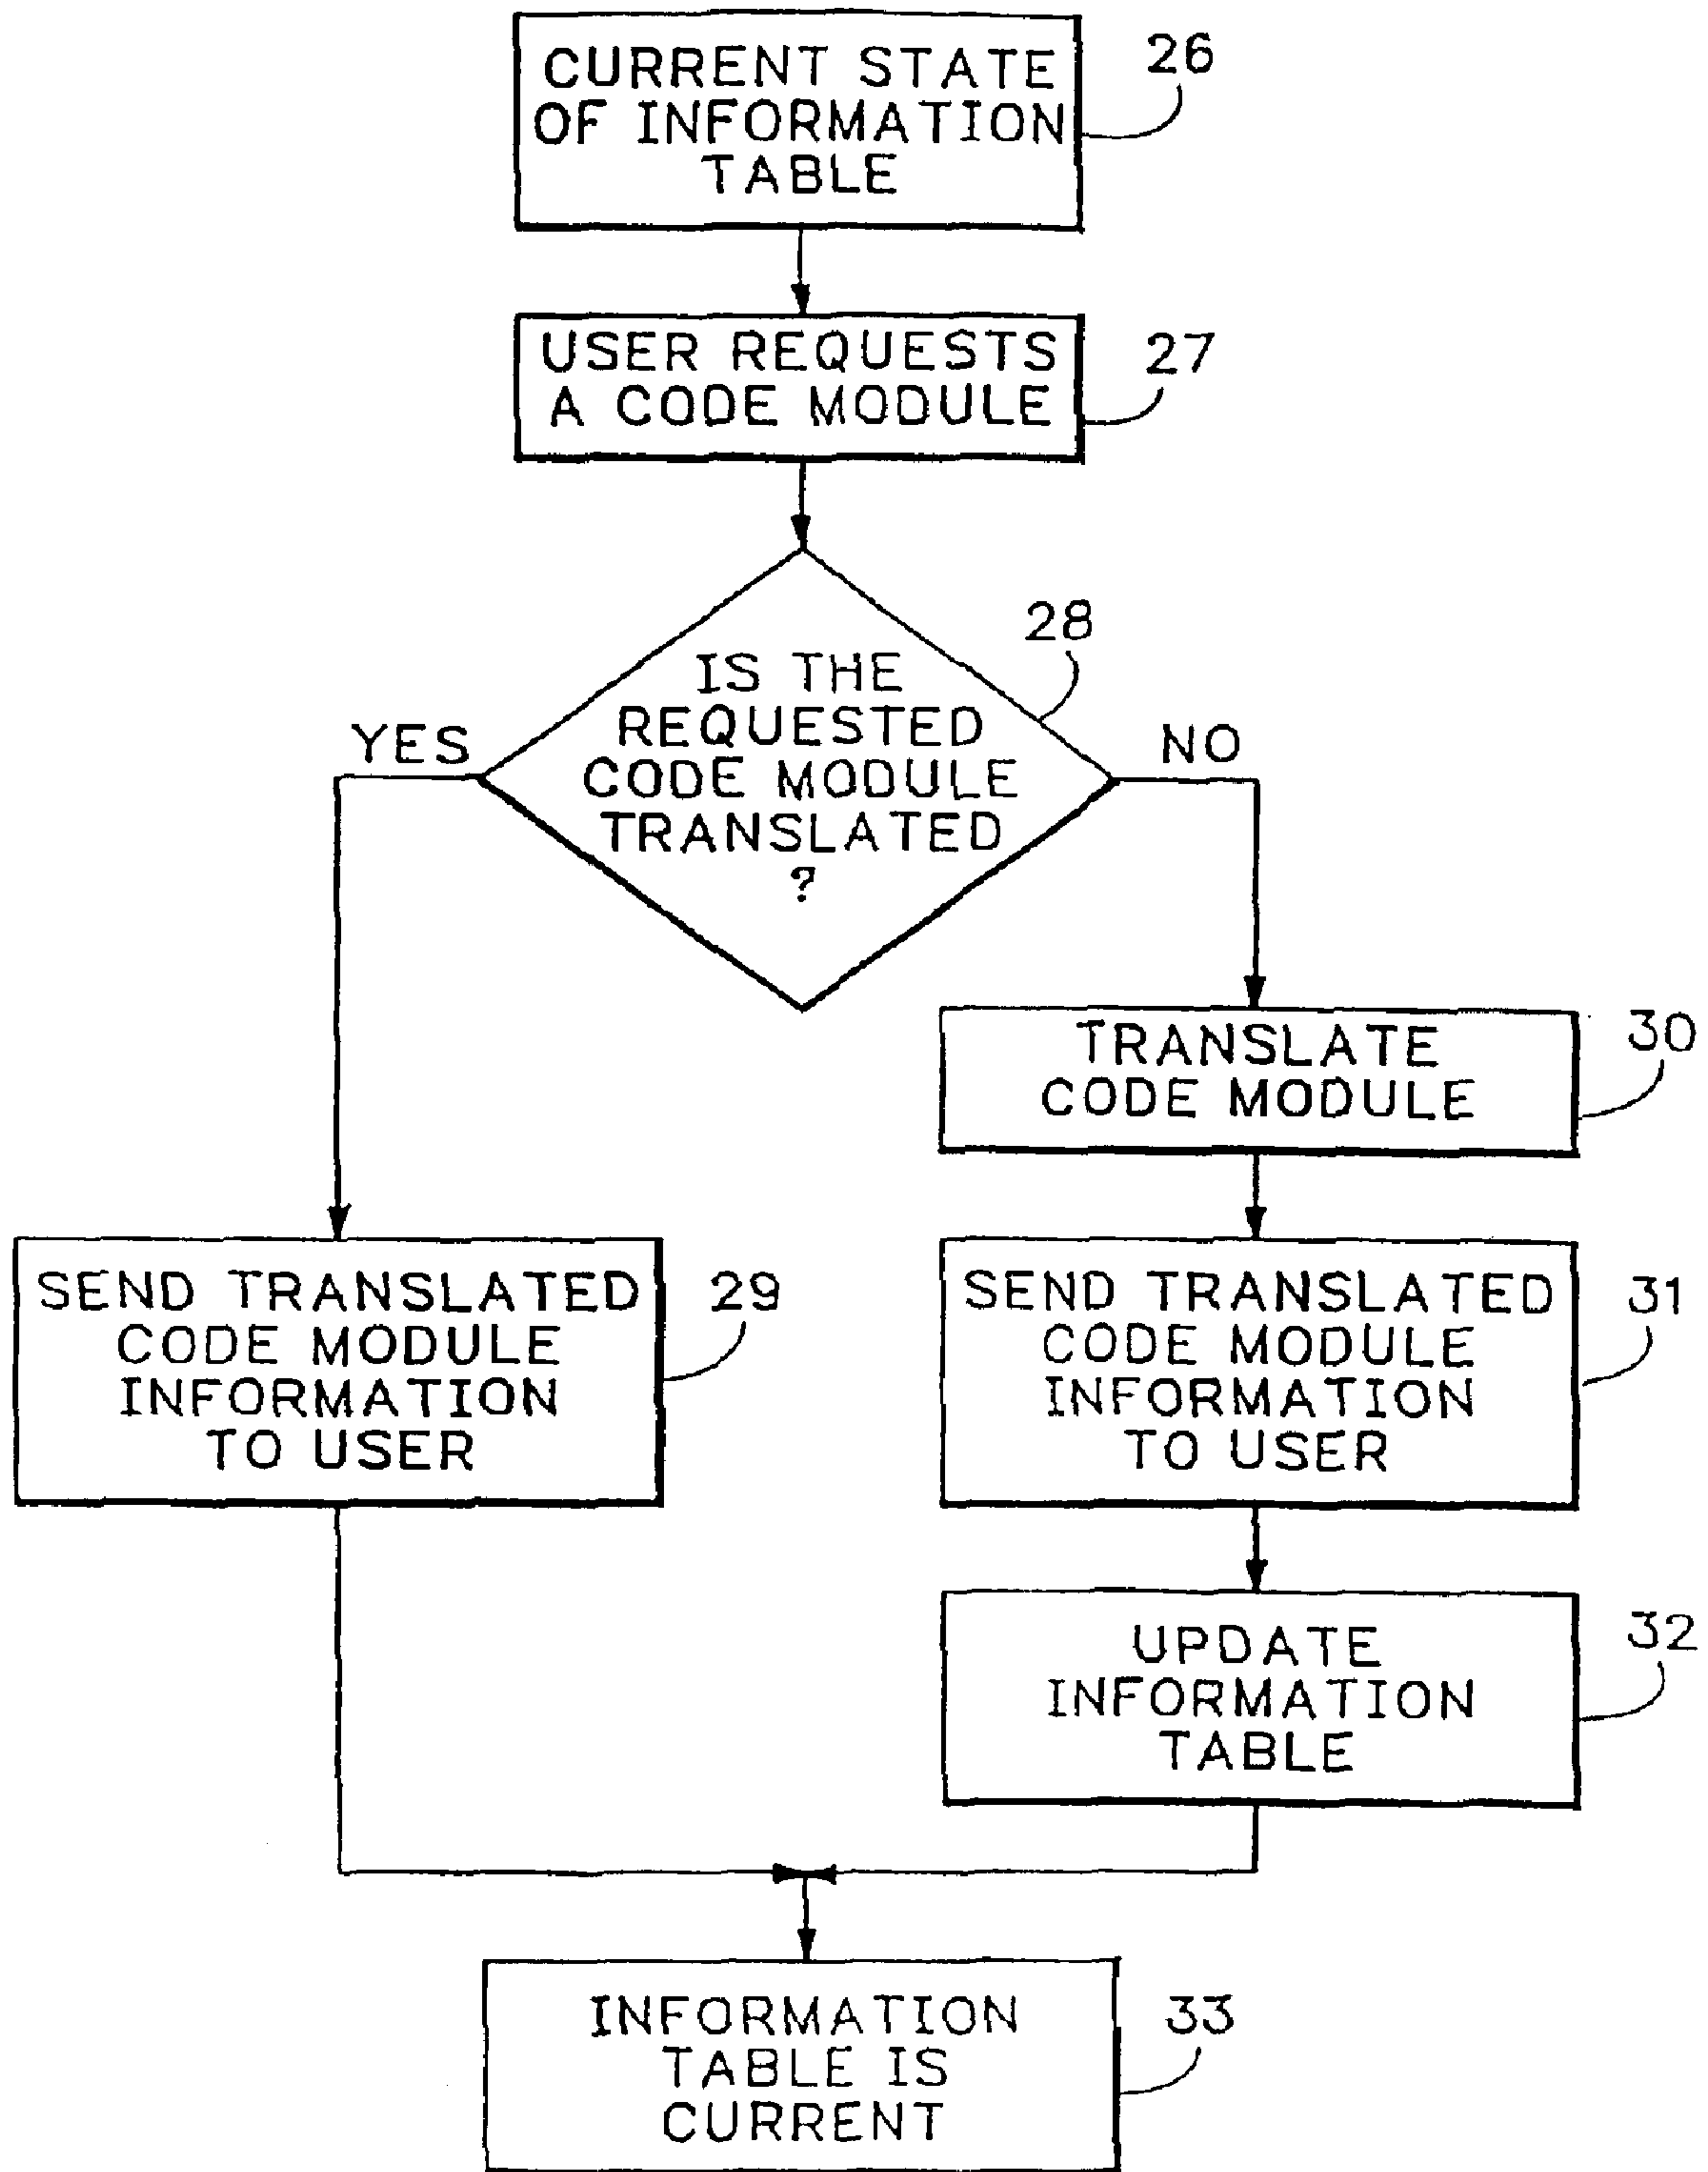 CURRENT STATE
OF INFORMATION
TABLE
26
USER REQUESTS
A CODE MODULE
27
28
IS THE
REQUESTED
CODE MODULE
TRANSLATED
?
YES
NO
TRANSLATE
CODE MODULE
30
SEND TRANSLATED
CODE MODULE
INFORMATION
TO USER
29
SEND TRANSLATED
CODE MODULE
INFORMATION
TO USER
31
UPDATE
INFORMATION
TABLE
32
INFORMATION
TABLE IS
CURRENT
33